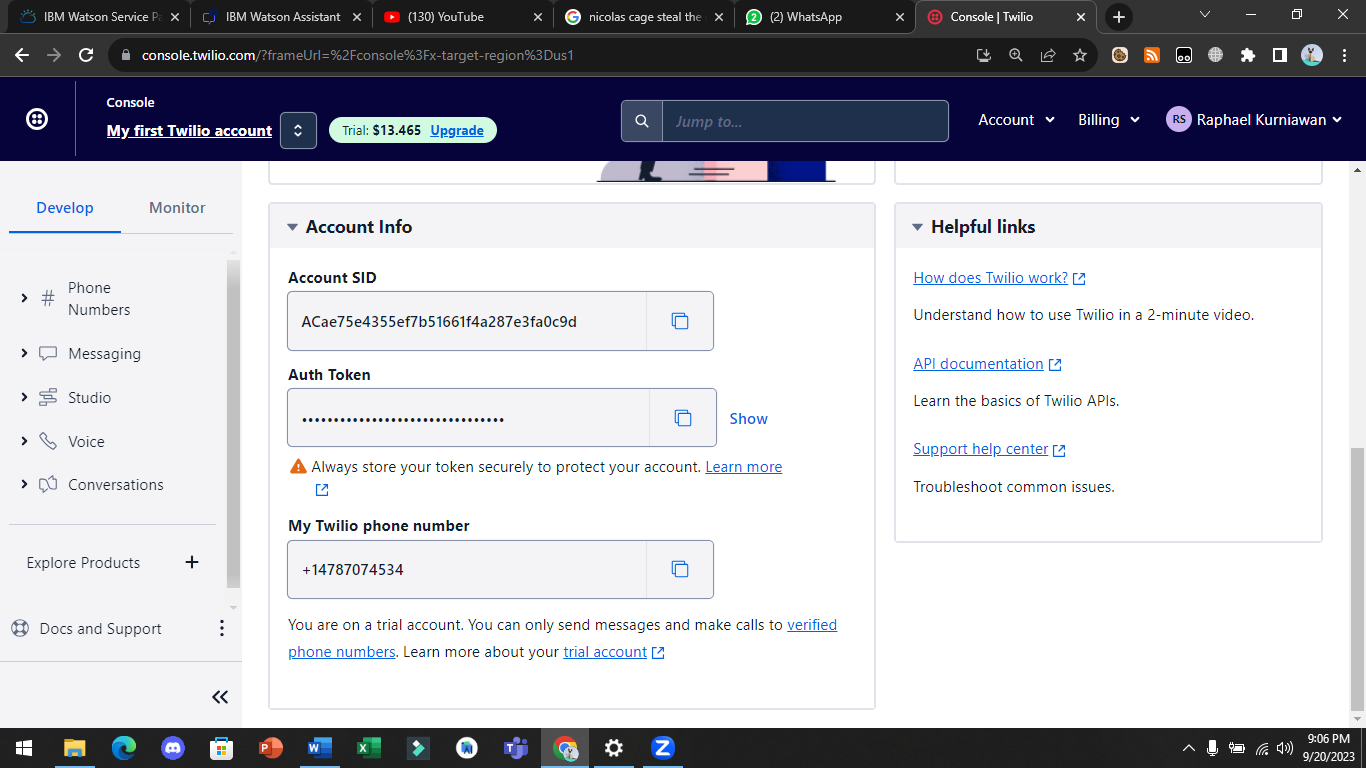 IBM Watson Service Pa
IBM Watson Assistant
(130) YouTube
nicolas cage steal the
(2) WhatsApp
Console | Twilio
console.twilio.com/?frameUrl=%2Fconsole%3Fx-target-region%3Dus1
Console
My first Twilio account
Trial: $13.465 Upgrade
Jump to...
Account
Billing
RS Raphael Kurniawan
Develop
Monitor
Phone
Numbers
Messaging
Studio
Voice
Conversations
Explore Products
Docs and Support
Account Info
Account SID
ACae75e4355ef7b51661f4a287e3fa0c9d
Auth Token
••••••••••••••••••••••••••••••••
Show
Always store your token securely to protect your account. Learn more
My Twilio phone number
+14787074534
You are on a trial account. You can only send messages and make calls to verified
phone numbers. Learn more about your trial account
Helpful links
How does Twilio work?
Understand how to use Twilio in a 2-minute video.
API documentation
Learn the basics of Twilio APIs.
Support help center
Troubleshoot common issues.
9:06 PM
9/20/2023